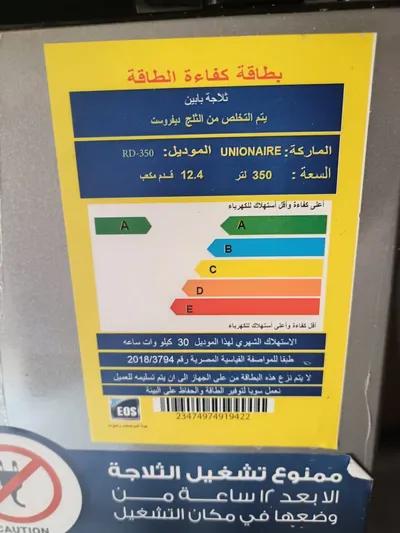 بطاقة كفاءة الطاقة
ثلاجة بابين
يتم التخلص من الثلج ديفروست
الماركة: UNIONAIRE الموديل: RD-350
السعة: 350 لتر 12.4 قدم مكعب
أعلى كفاءة وأقل أستهلاك للكهرباء
A A
B
C
D
E
أقل كفاءة وأعلى أستهلاك للكهرباء
الاستهلاك الشهري لهذا الموديل 30 كيلو وات ساعه
طبقا للمواصفة القياسية المصرية رقم 2018/3794
لا يتم نزع هذه البطاقة من على الجهاز الى ان يتم تسليمه للعميل
نعمل سويا لتوفير الطاقة والحفاظ على البيئة
EOS
23474974919422
ممنوع تشغيل الثلاجة
الا بعد ١٢ ساعة من
وضعها في مكان التشغيل
CAUTION